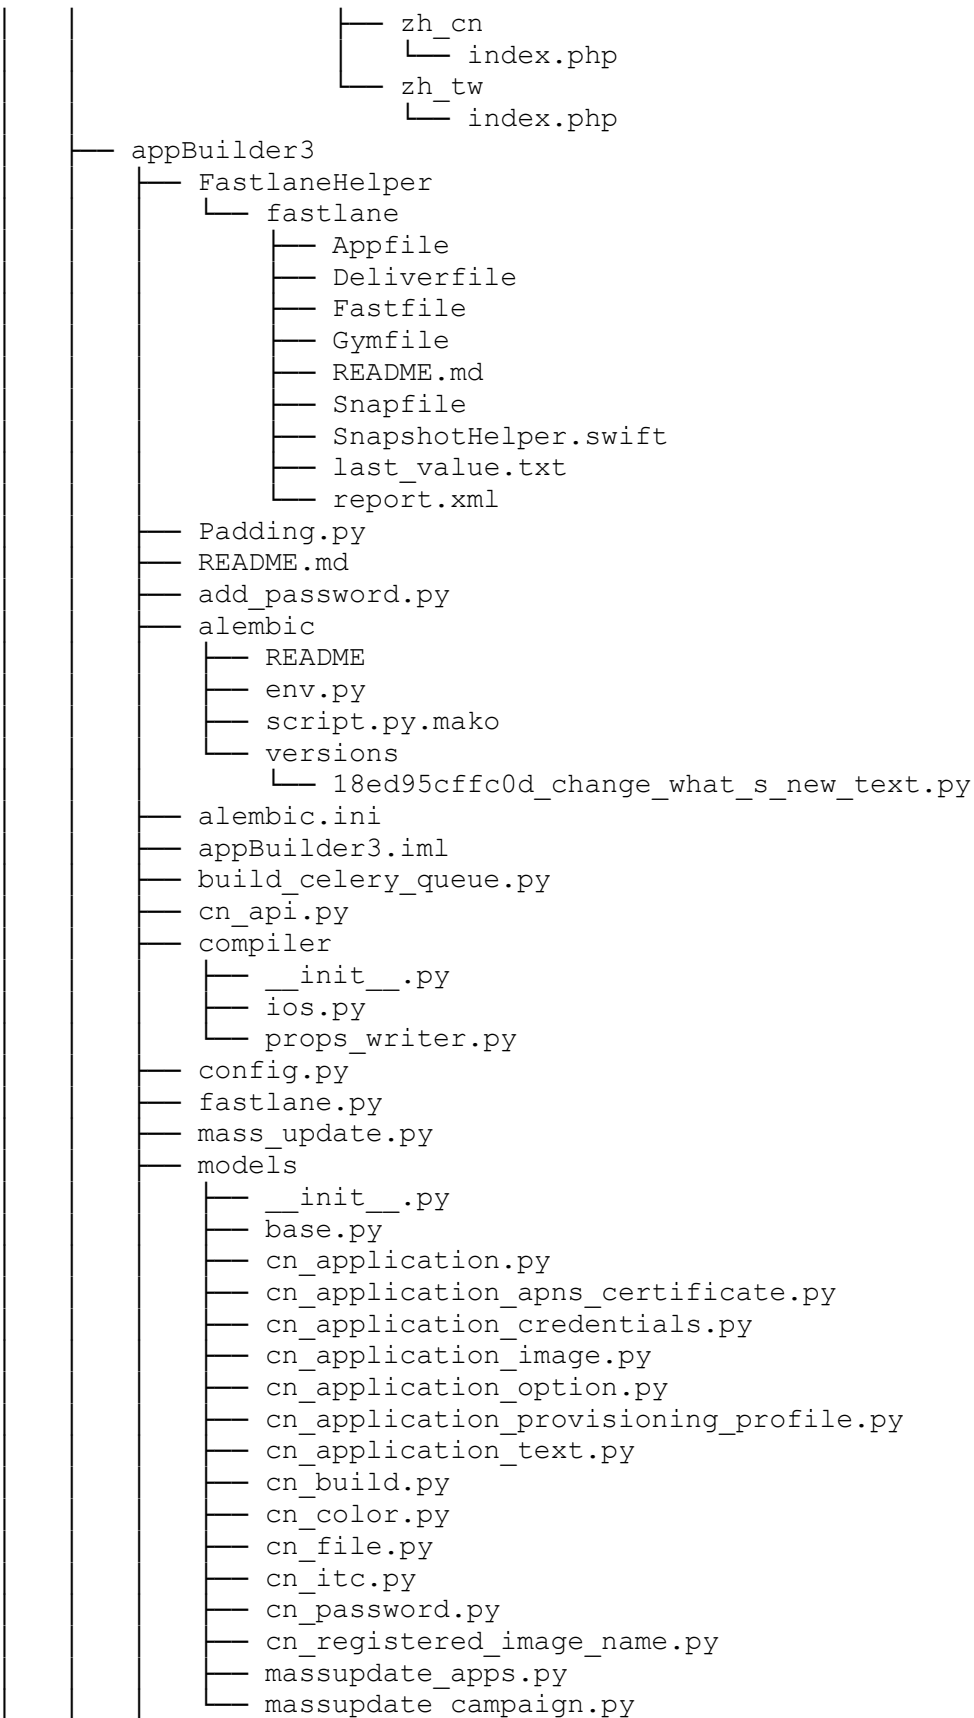 │   │               ├── zh_cn
│   │               │   └── index.php
│   │               └── zh_tw
│   │                   └── index.php
│   ├── appBuilder3
│   │   ├── FastlaneHelper
│   │   │   └── fastlane
│   │   │       ├── Appfile
│   │   │       ├── Deliverfile
│   │   │       ├── Fastfile
│   │   │       ├── Gymfile
│   │   │       ├── README.md
│   │   │       ├── Snapfile
│   │   │       ├── SnapshotHelper.swift
│   │   │       ├── last_value.txt
│   │   │       └── report.xml
│   │   ├── Padding.py
│   │   ├── README.md
│   │   ├── add_password.py
│   │   ├── alembic
│   │   │   ├── README
│   │   │   ├── env.py
│   │   │   ├── script.py.mako
│   │   │   └── versions
│   │   │       └── 18ed95cffc0d_change_what_s_new_text.py
│   │   ├── alembic.ini
│   │   ├── appBuilder3.iml
│   │   ├── build_celery_queue.py
│   │   ├── cn_api.py
│   │   ├── compiler
│   │   │   ├── __init__.py
│   │   │   ├── ios.py
│   │   │   └── props_writer.py
│   │   ├── config.py
│   │   ├── fastlane.py
│   │   ├── mass_update.py
│   │   ├── models
│   │   │   ├── __init__.py
│   │   │   ├── base.py
│   │   │   ├── cn_application.py
│   │   │   ├── cn_application_apns_certificate.py
│   │   │   ├── cn_application_credentials.py
│   │   │   ├── cn_application_image.py
│   │   │   ├── cn_application_option.py
│   │   │   ├── cn_application_provisioning_profile.py
│   │   │   ├── cn_application_text.py
│   │   │   ├── cn_build.py
│   │   │   ├── cn_color.py
│   │   │   ├── cn_file.py
│   │   │   ├── cn_itc.py
│   │   │   ├── cn_password.py
│   │   │   ├── cn_registered_image_name.py
│   │   │   ├── massupdate_apps.py
│   │   │   └── massupdate_campaign.py